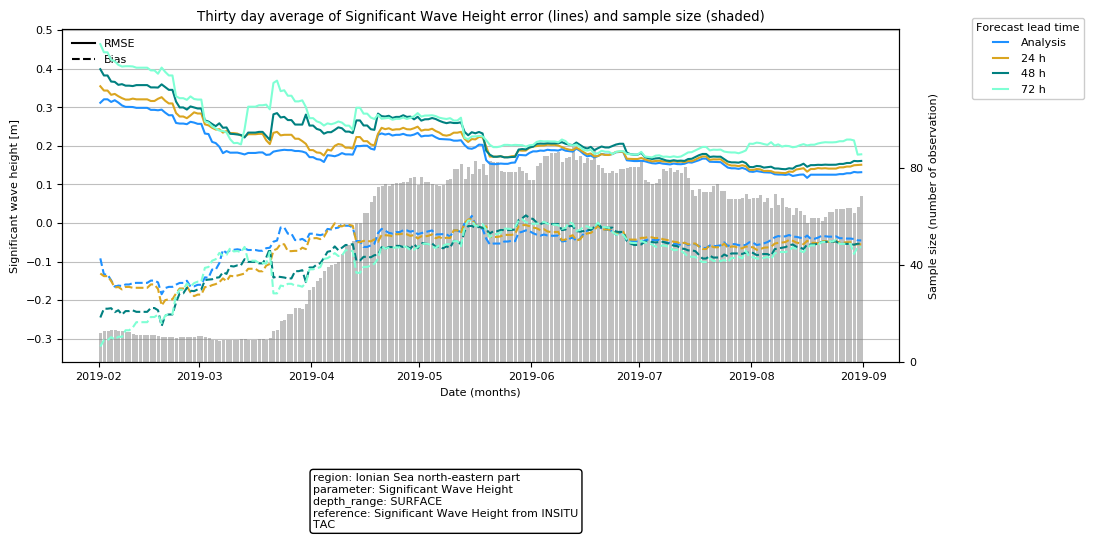 Thirty day average of Significant Wave Height error (lines) and sample size (shaded)
Forecast lead time
Analysis
24 h
48 h
72 h
RMSE
Bias
Significant wave height [m]
0.5
0.4
0.3
0.2
0.1
0.0
−0.1
−0.2
−0.3
80
40
0
Sample size (number of observation)
2019-02
2019-03
2019-04
2019-05
2019-06
2019-07
2019-08
2019-09
Date (months)
region: Ionian Sea north-eastern part
parameter: Significant Wave Height
depth_range: SURFACE
reference: Significant Wave Height from INSITU
TAC